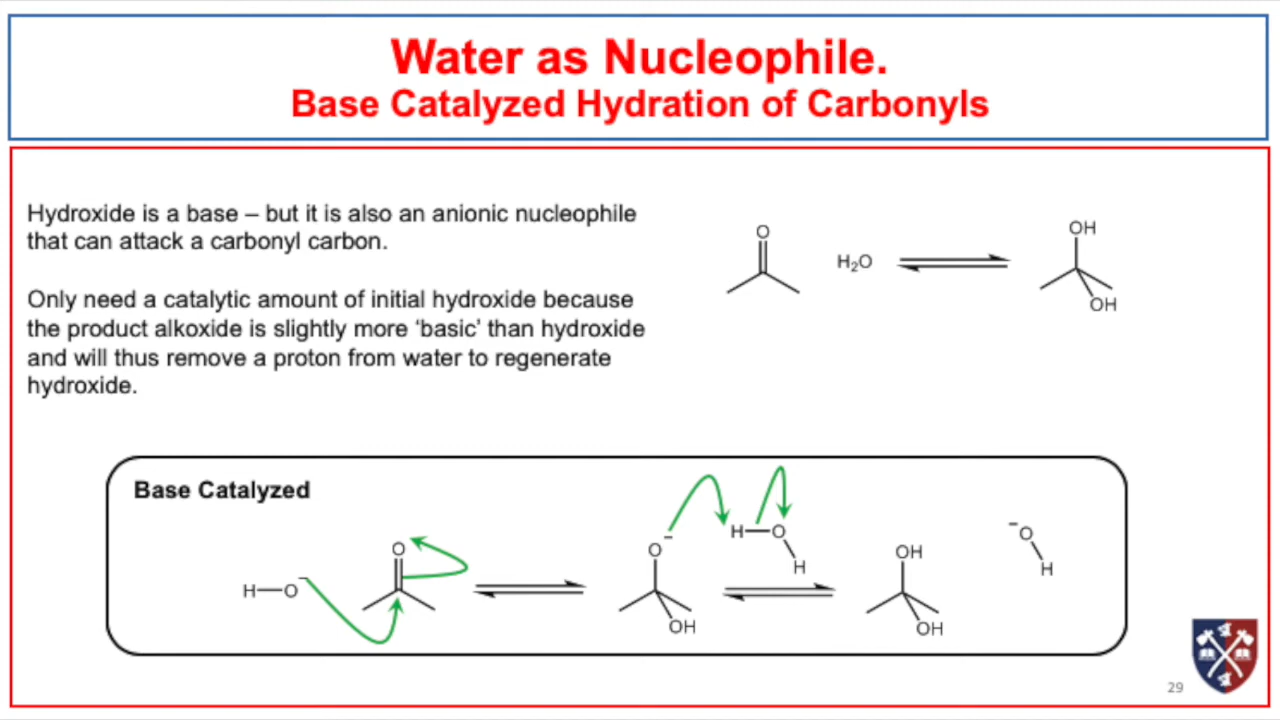 Water as Nucleophile.
Base Catalyzed Hydration of Carbonyls
Hydroxide is a base – but it is also an anionic nucleophile
that can attack a carbonyl carbon.
Only need a catalytic amount of initial hydroxide because
the product alkoxide is slightly more ‘basic’ than hydroxide
and will thus remove a proton from water to regenerate
hydroxide.
O
H₂O
OH
OH
Base Catalyzed
H—O⁻
O
O⁻
OH
H—O
H
OH
OH
⁻O
H
29